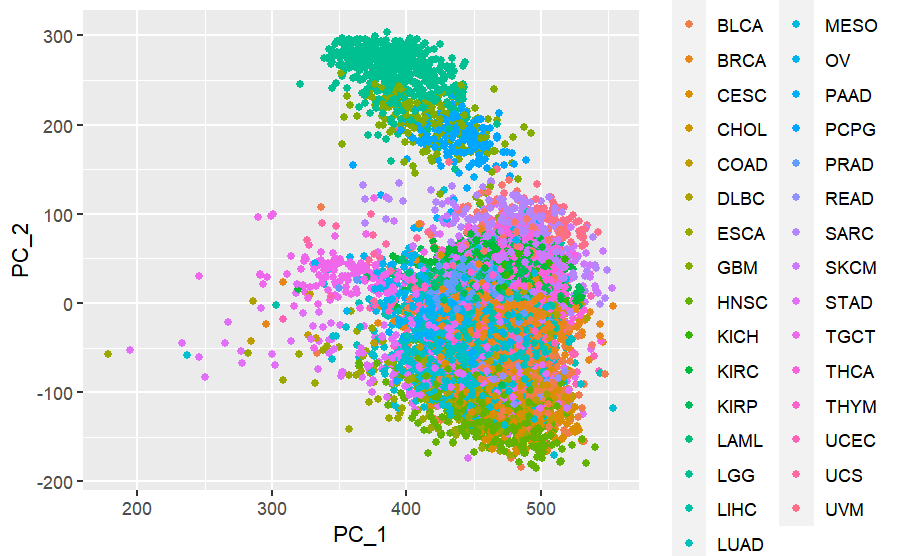 300
200
100
0
-100
-200
PC_2
200
300
400
500
PC_1
BLCA
BRCA
CESC
CHOL
COAD
DLBC
ESCA
GBM
HNSC
KICH
KIRC
KIRP
LAML
LGG
LIHC
LUAD
MESO
OV
PAAD
PCPG
PRAD
READ
SARC
SKCM
STAD
TGCT
THCA
THYM
UCEC
UCS
UVM